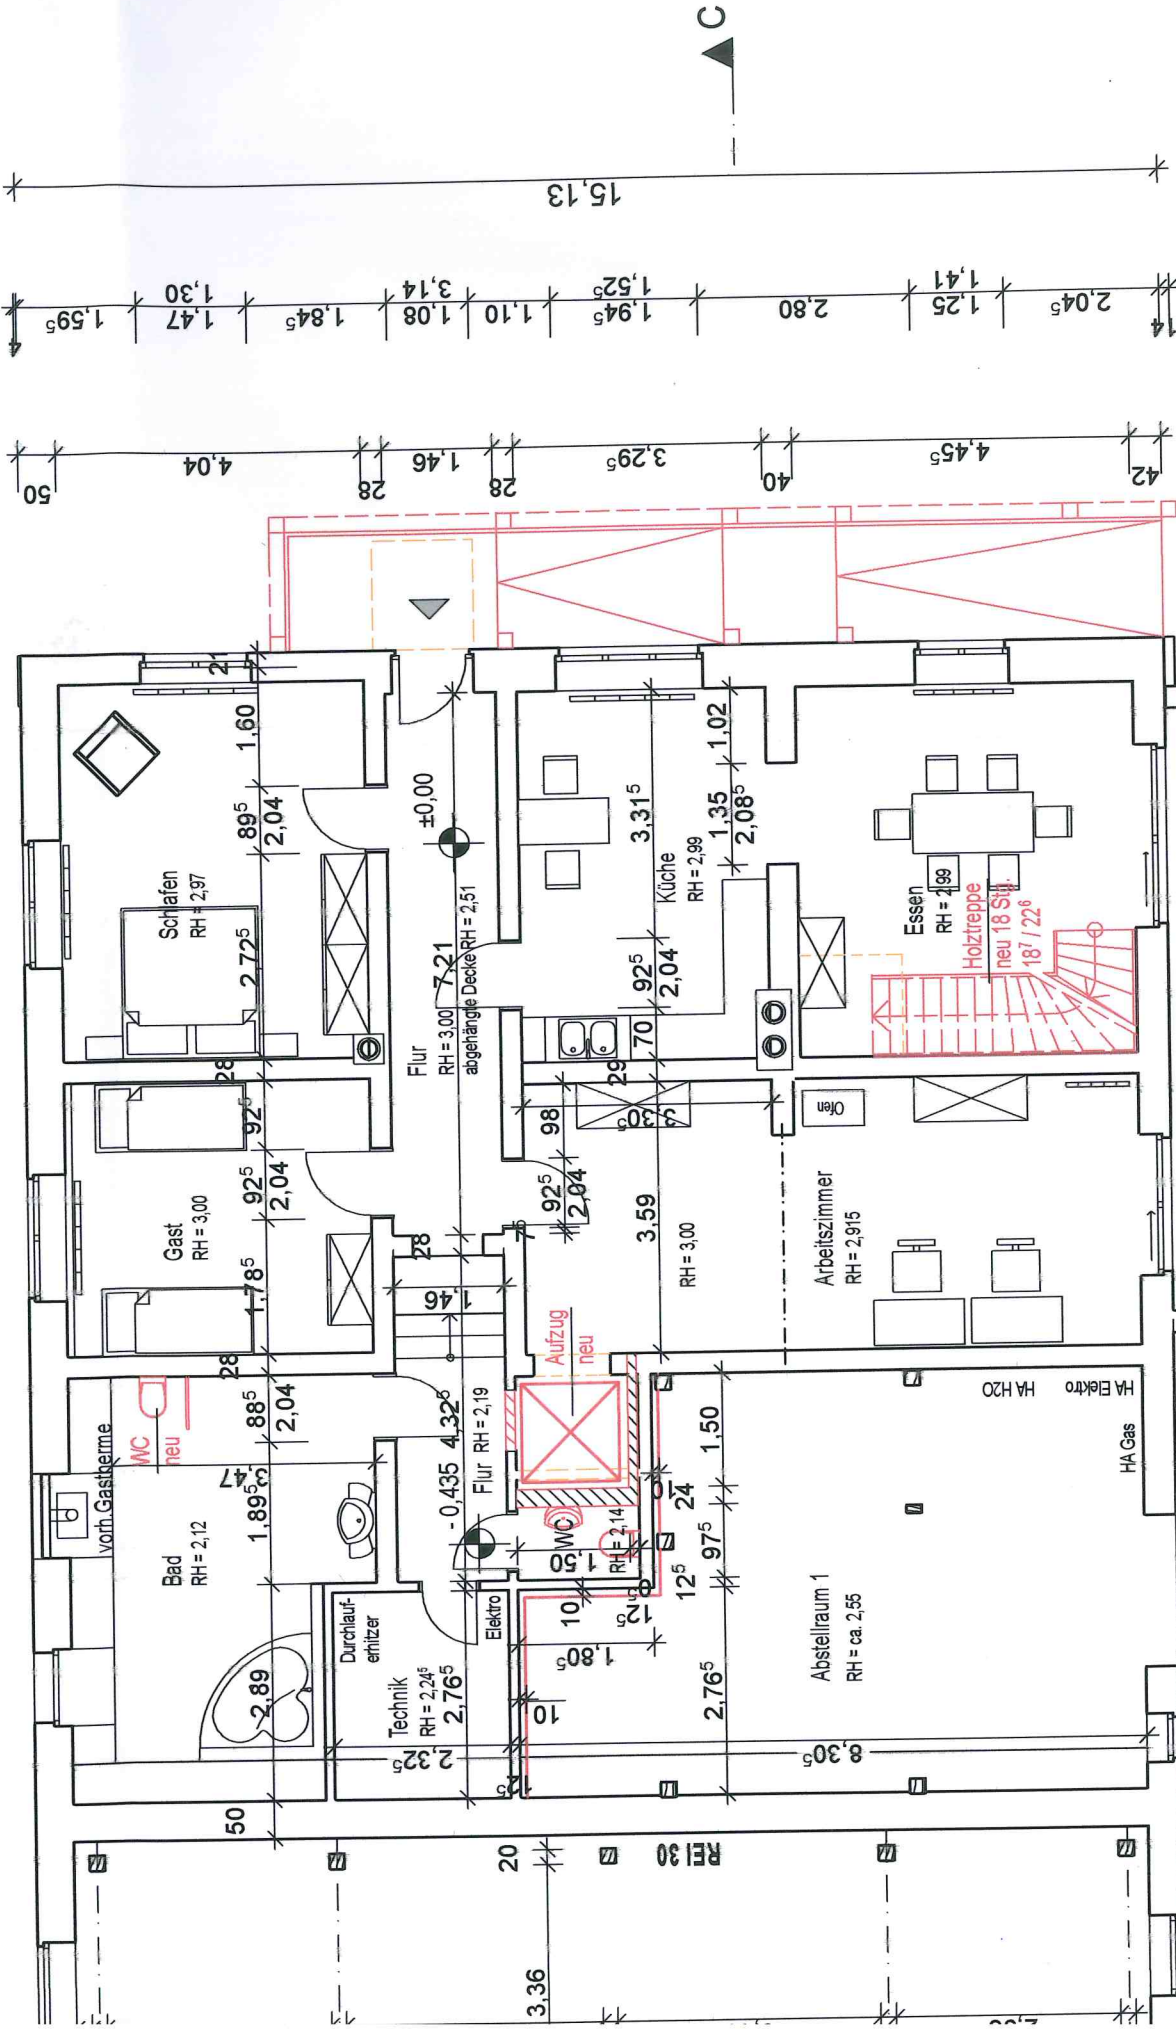 C
15,13
4
1,59⁵
1,47
1,30
1,84⁵
1,08
3,14
1,10
1,94⁵
1,52⁵
2,80
1,25
1,41
2,04⁵
50
4,04
28
1,46
28
3,29⁵
40
4,45⁵
42
Schlafen
RH = 2,97
21
1,60
89⁵
2,04
2,72⁵
28
Gast
RH = 3,00
92⁵
92⁵
2,04
1,78⁵
28
vorh.Gastherme
WC
neu
88⁵
2,04
3,47
1,89⁵
Bad
RH = 2,12
2,89
50
±0,00
7,21
Flur
RH = 3,00
abgehängte Decke RH = 2,51
28
1,46
4,32⁵
- 0,435
Flur RH = 2,19
Durchlauf-
erhitzer
Elektro
Technik
RH = 2,24⁵
2,76⁵
2,32⁵
12⁵
Küche
RH = 2,99
3,31⁵
1,02
1,35
2,08⁵
92⁵
2,04
70
29
98
3,30⁵
92⁵
2,04
7⁵
3,59
RH = 3,00
Aufzug
neu
WC
RH = 2,14
1,50
10
12⁵
1,80⁵
10
10
24
1,50
97⁵
12⁵
2,76⁵
Essen
RH = 2,99
Holztreppe
neu 18 Stg.
18⁷ / 22⁶
Ofen
Arbeitszimmer
RH = 2,915
HA H2O
HA Elektro
HA Gas
Abstellraum 1
RH = ca. 2,55
8,30⁵
REI 30
20
3,36